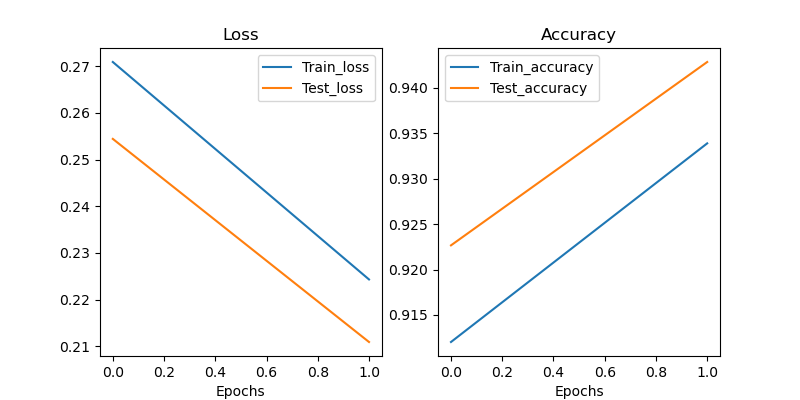 Loss
0.27
0.26
0.25
0.24
0.23
0.22
0.21
Train_loss
Test_loss
0.0 0.2 0.4 0.6 0.8 1.0
Epochs
Accuracy
0.940
0.935
0.930
0.925
0.920
0.915
Train_accuracy
Test_accuracy
0.0 0.2 0.4 0.6 0.8 1.0
Epochs